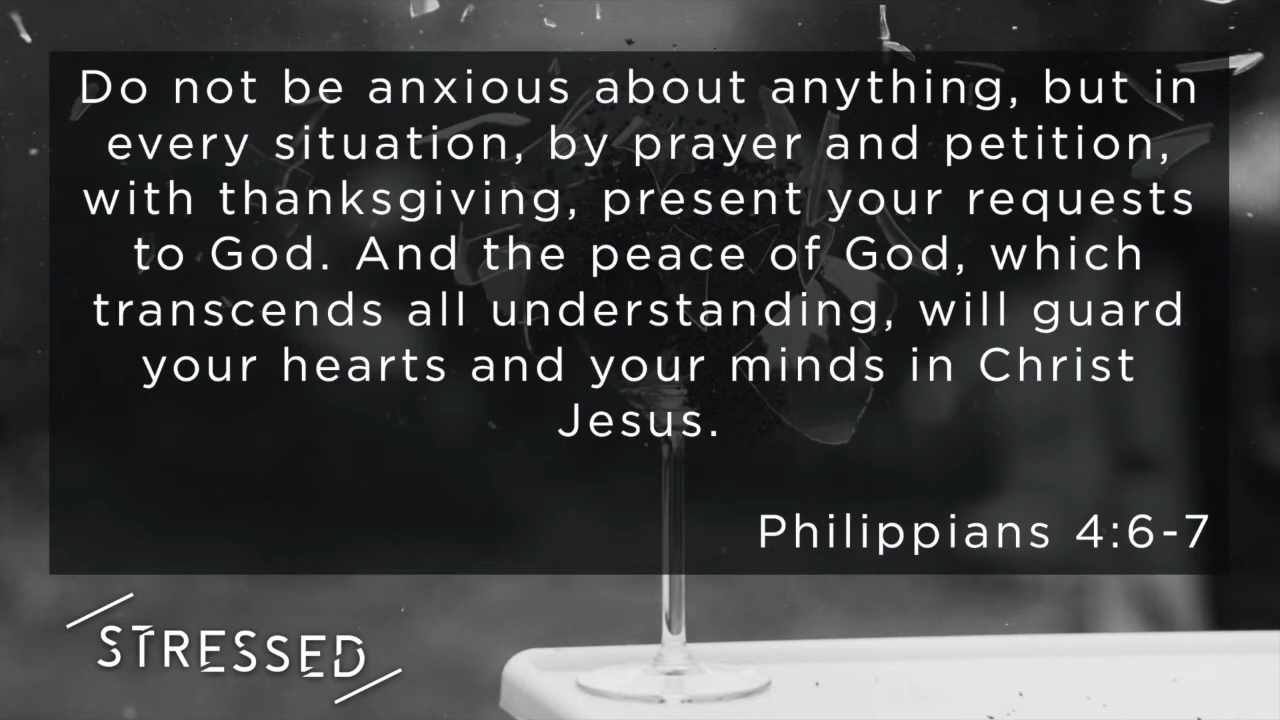 Do not be anxious about anything, but in
every situation, by prayer and petition,
with thanksgiving, present your requests
to God. And the peace of God, which
transcends all understanding, will guard
your hearts and your minds in Christ
Jesus.
Philippians 4:6-7
STRESSED